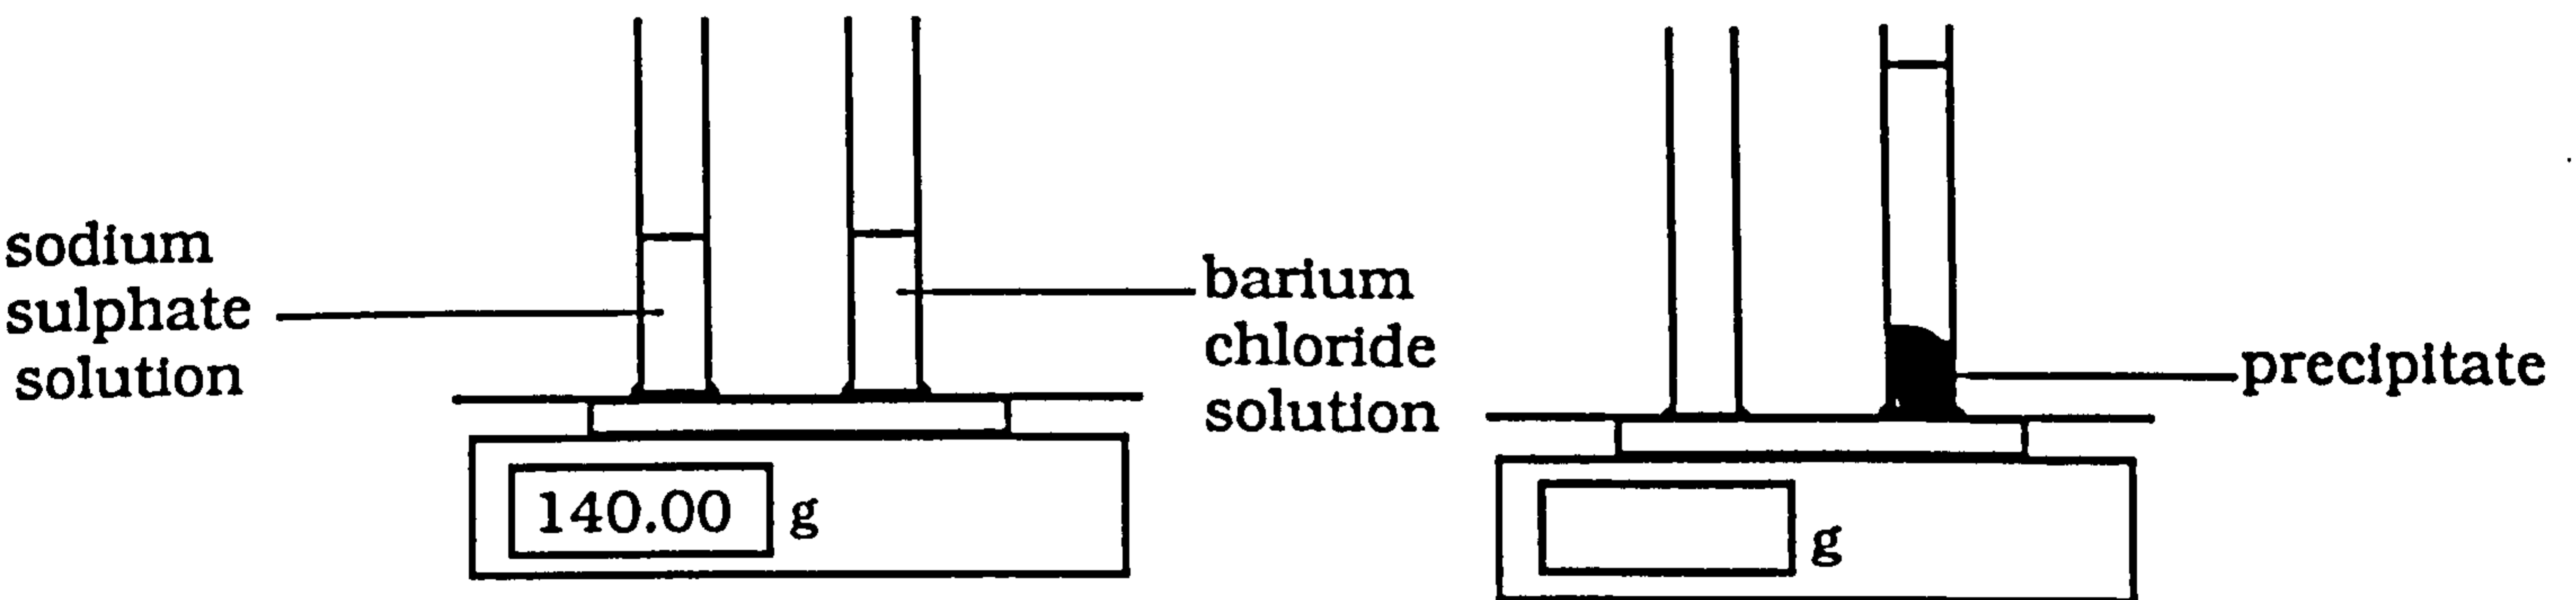 sodium
sulphate
solution
barium
chloride
solution
precipitate
140.00 g
g